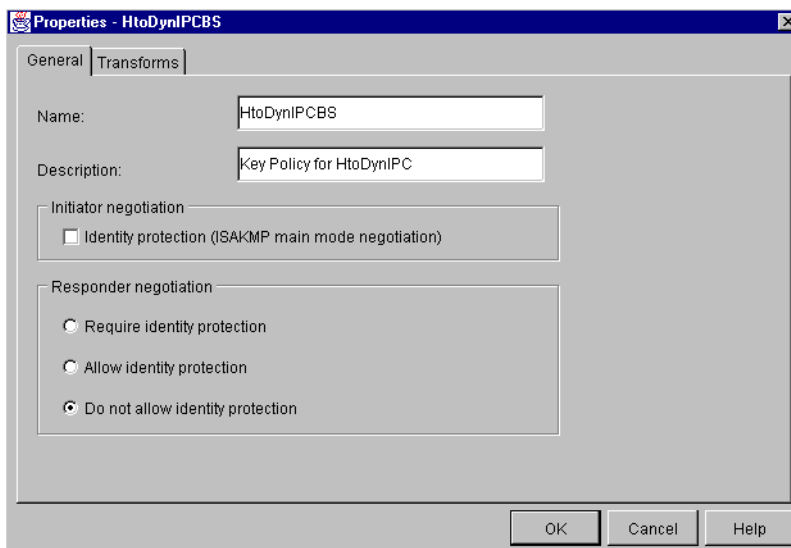 Properties - HtoDynIPCBS
General Transforms
Name: HtoDynIPCBS
Description: Key Policy for HtoDynIPC
Initiator negotiation
Identity protection (ISAKMP main mode negotiation)
Responder negotiation
Require identity protection
Allow identity protection
Do not allow identity protection
OK Cancel Help